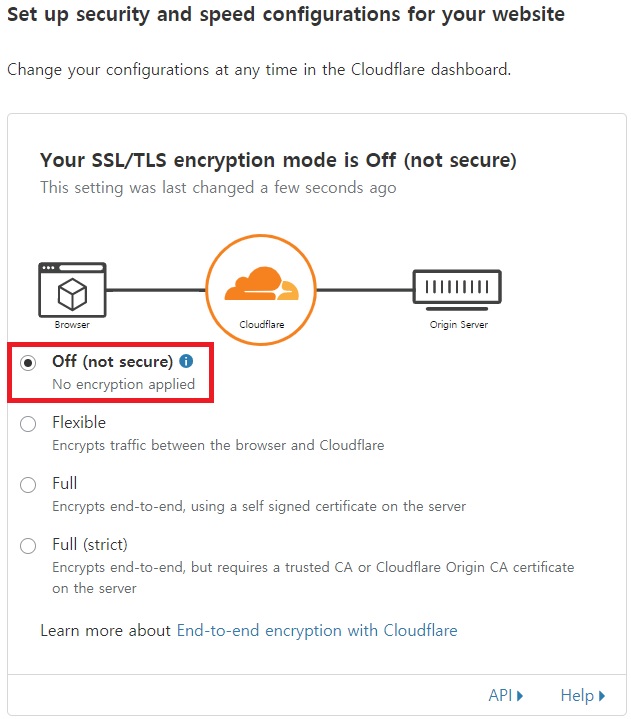 Set up security and speed configurations for your website
Change your configurations at any time in the Cloudflare dashboard.
Your SSL/TLS encryption mode is Off (not secure)
This setting was last changed a few seconds ago
Browser
Cloudflare
Origin Server
Off (not secure)
No encryption applied
Flexible
Encrypts traffic between the browser and Cloudflare
Full
Encrypts end-to-end, using a self signed certificate on the server
Full (strict)
Encrypts end-to-end, but requires a trusted CA or Cloudflare Origin CA certificate
on the server
Learn more about End-to-end encryption with Cloudflare
API
Help